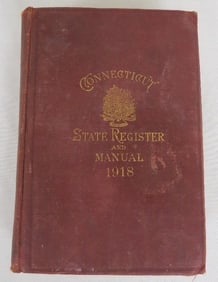 CONNECTICUT
STATE REGISTER
AND
MANUAL
1918